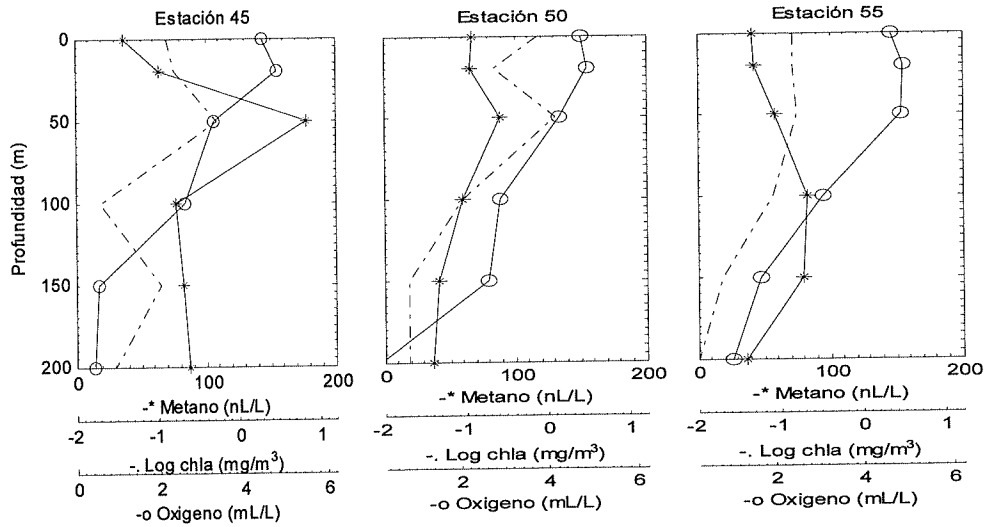 Estación 45
Estación 50
Estación 55
Profundidad (m)
0
50
100
150
200
0 100 200
0 100 200
0 100 200
-* Metano (nL/L)
-* Metano (nL/L)
-* Metano (nL/L)
-2 -1 0 1
-2 -1 0 1
-2 -1 0 1
-. Log chla (mg/m³)
-. Log chla (mg/m³)
-. Log chla (mg/m³)
0 2 4 6
2 4 6
2 4 6
-o Oxigeno (mL/L)
-o Oxigeno (mL/L)
-o Oxigeno (mL/L)